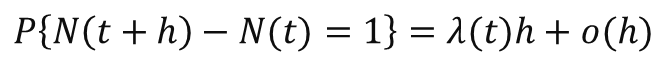 P{N(t + h) − N(t) = 1} = λ(t)h + o(h)